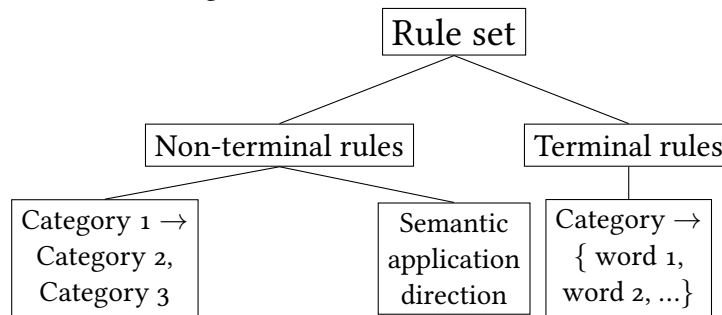 Rule set
Non-terminal rules
Terminal rules
Category 1 →
Category 2,
Category 3
Semantic
application
direction
Category →
{ word 1,
word 2, ...}